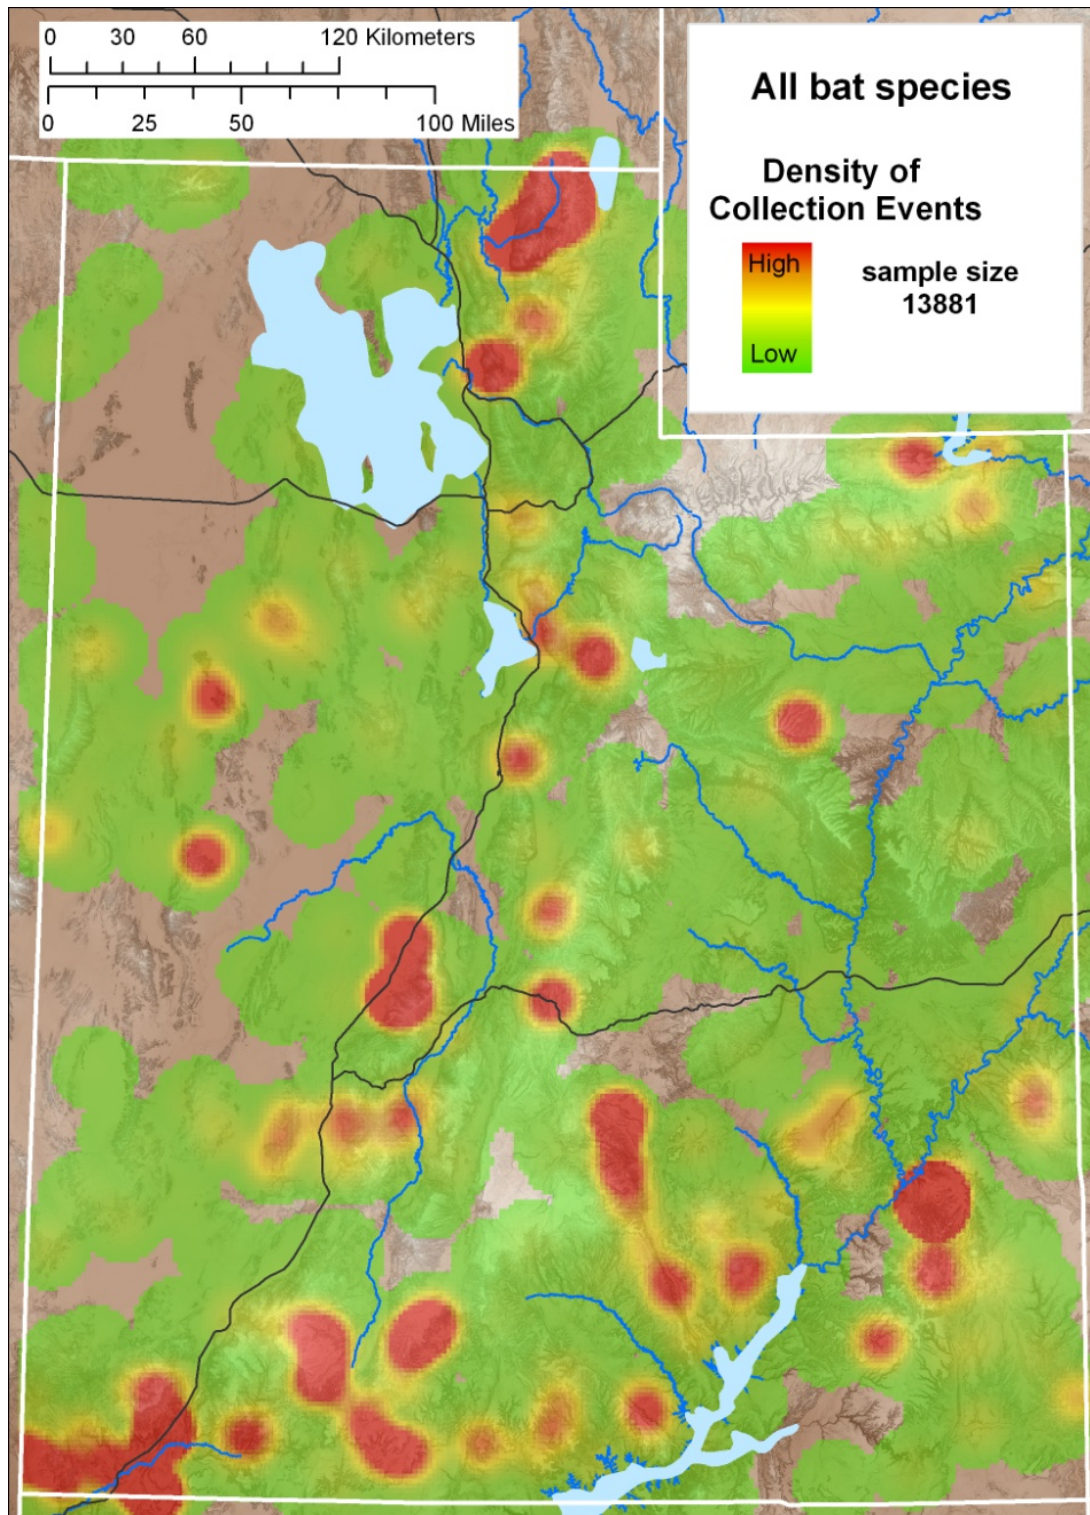 0 30 60 120 Kilometers
0 25 50 100 Miles
All bat species
Density of
Collection Events
High
Low
sample size
13881